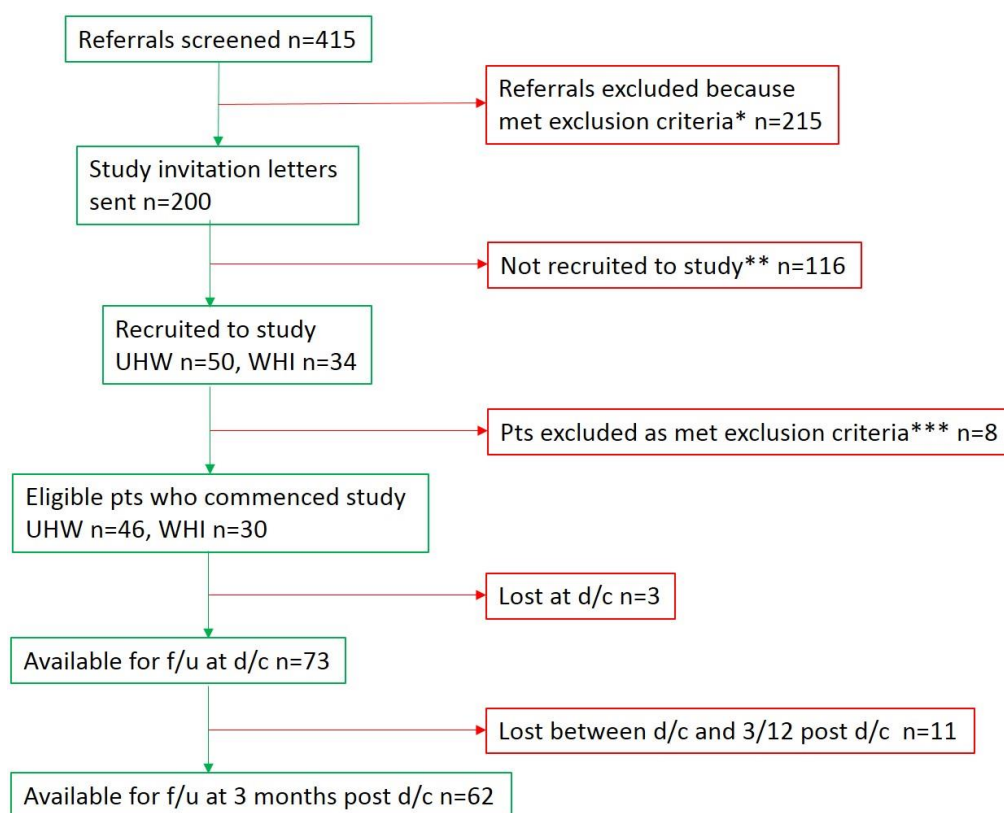 Referrals screened n=415
Referrals excluded because
met exclusion criteria* n=215
Study invitation letters
sent n=200
Not recruited to study** n=116
Recruited to study
UHW n=50, WHI n=34
Pts excluded as met exclusion criteria*** n=8
Eligible pts who commenced study
UHW n=46, WHI n=30
Lost at d/c n=3
Available for f/u at d/c n=73
Lost between d/c and 3/12 post d/c n=11
Available for f/u at 3 months post d/c n=62